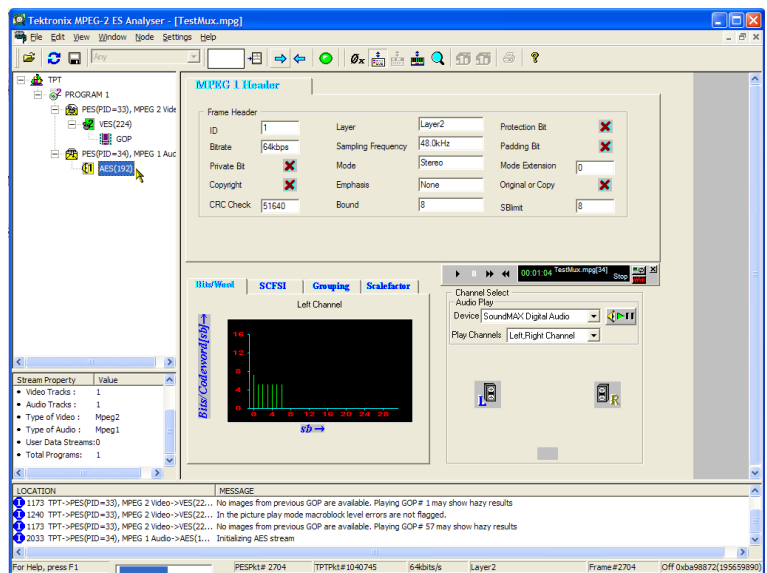 Tektronix MPEG-2 ES Analyser - [TestMux.mpg]
File Edit View Window Node Settings Help
Any
TPT
PROGRAM 1
PES(PID=33), MPEG 2 Vide
VES(224)
GOP
PES(PID=34), MPEG 1 Auc
AES(192)
MPEG 1 Header
Frame Header
ID 1 Layer Layer2 Protection Bit
Bitrate 64kbps Sampling Frequency 48.0kHz Padding Bit
Private Bit Mode Stereo Mode Extension 0
Copyright Emphasis None Original or Copy
CRC Check 51640 Bound 8 SBlimit 8
00:01:04 TestMux.mpg[34] Stop
Bits/Word SCFSI Grouping Scalefactor
Left Channel
Bits/Codeword[sb]→
16
12
8
4
0
0 4 8 12 16 20 24 28
sb→
Channel Select
Audio Play
Device SoundMAX Digital Audio
Play Channels Left,Right Channel
L R
Stream Property Value
Video Tracks : 1
Audio Tracks : 1
Type of Video : Mpeg2
Type of Audio : Mpeg1
User Data Streams:0
Total Programs: 1
LOCATION MESSAGE
1173 TPT->PES(PID=33), MPEG 2 Video->VES(22... No images from previous GOP are available. Playing GOP# 1 may show hazy results
1240 TPT->PES(PID=33), MPEG 2 Video->VES(22... In the picture play mode macroblock level errors are not flagged.
1173 TPT->PES(PID=33), MPEG 2 Video->VES(22... No images from previous GOP are available. Playing GOP# 57 may show hazy results
2033 TPT->PES(PID=34), MPEG 1 Audio->AES(1... Initializing AES stream
For Help, press F1 PESPkt# 2704 TPTPkt#1040745 64kbits/s Layer2 Frame#2704 Off 0xba98872(195659890)